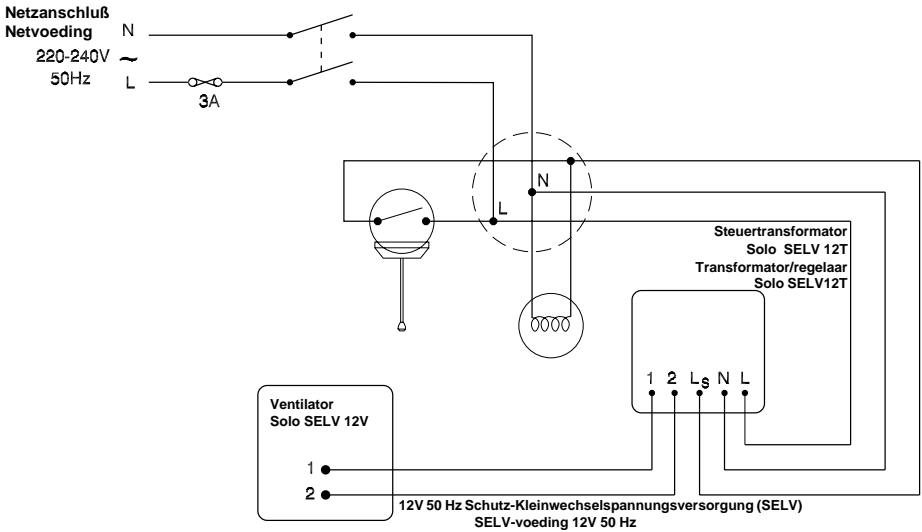 Netzanschluß
Netvoeding
N
220-240V ~
50Hz
L
3A
N
L
Steuertransformator
Solo SELV 12T
Transformator/regelaar
Solo SELV12T
1 2 Ls N L
Ventilator
Solo SELV 12V
1
2
12V 50 Hz Schutz-Kleinwechselspannungsversorgung (SELV)
SELV-voeding 12V 50 Hz